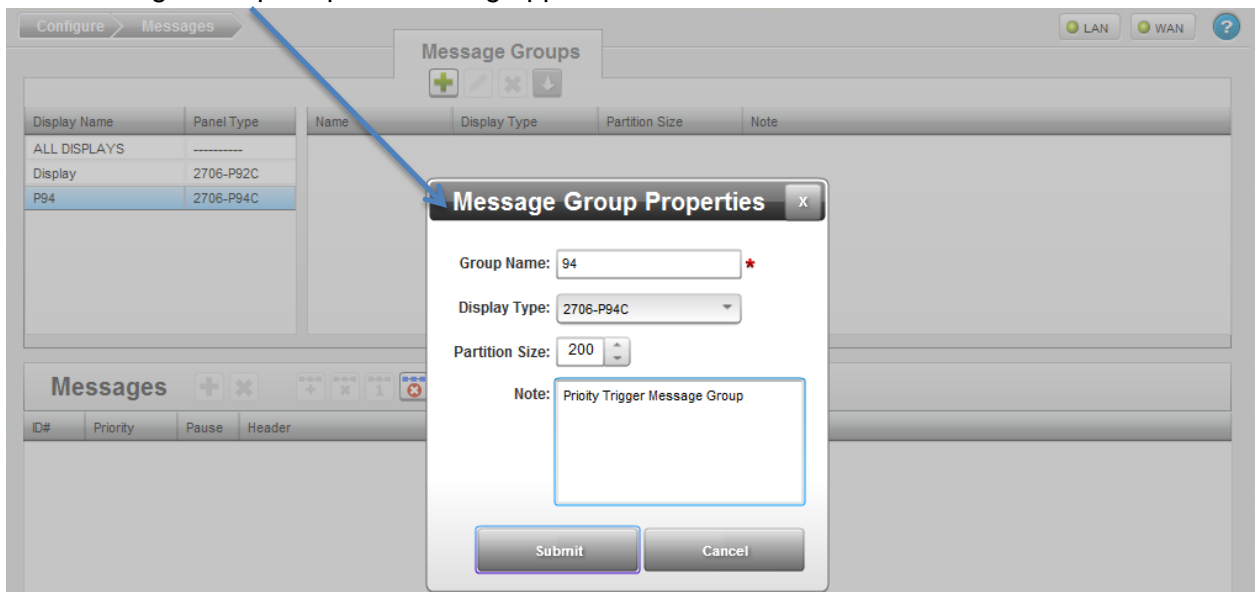 Configure Messages LAN WAN ?
Message Groups
Display Name Panel Type Name Display Type Partition Size Note
ALL DISPLAYS ----------
Display 2706-P92C
P94 2706-P94C
Message Group Properties x
Group Name: 94 *
Display Type: 2706-P94C
Partition Size: 200
Messages 1
Note: Prioity Trigger Message Group
ID# Priority Pause Header
Submit Cancel